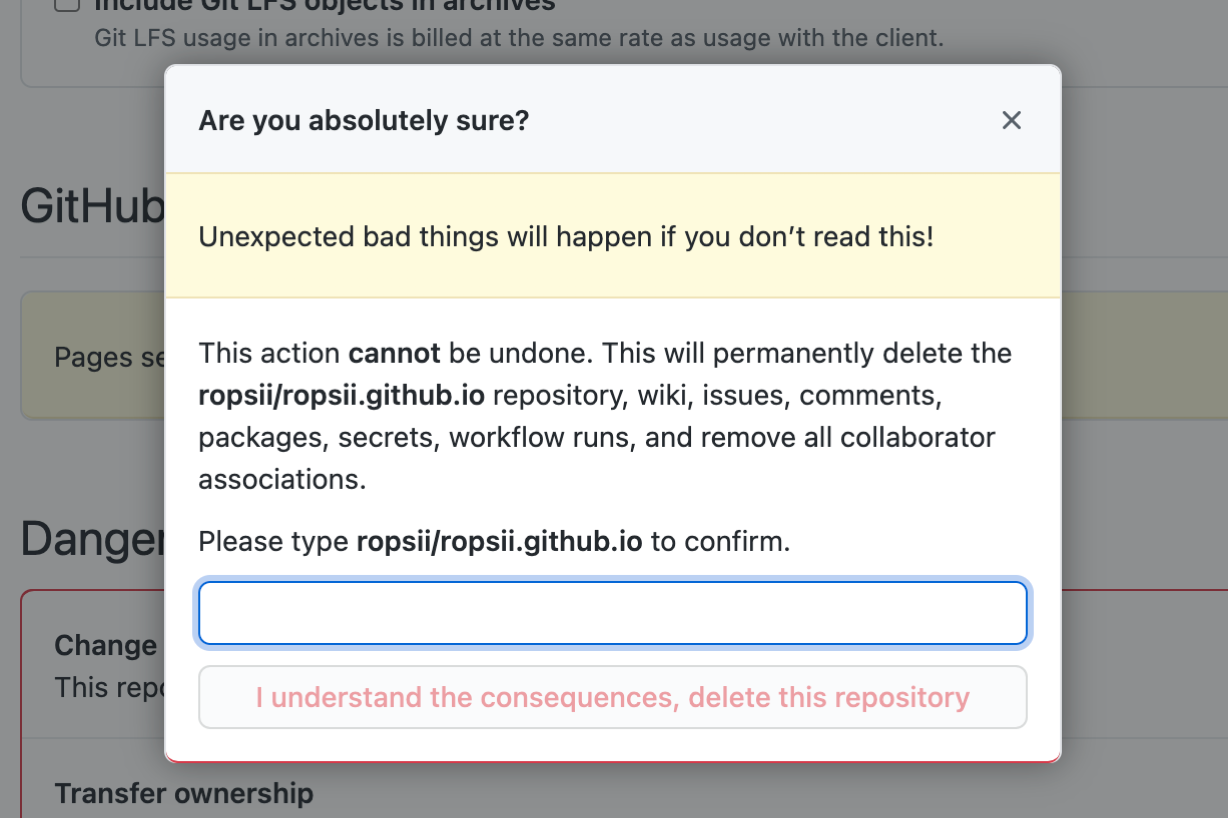 Include Git LFS objects in archives
Git LFS usage in archives is billed at the same rate as usage with the client.
Are you absolutely sure?
GitHub
Unexpected bad things will happen if you don’t read this!
Pages se
This action cannot be undone. This will permanently delete the
ropsii/ropsii.github.io repository, wiki, issues, comments,
packages, secrets, workflow runs, and remove all collaborator
associations.
Danger
Please type ropsii/ropsii.github.io to confirm.
Change
This repo
I understand the consequences, delete this repository
Transfer ownership